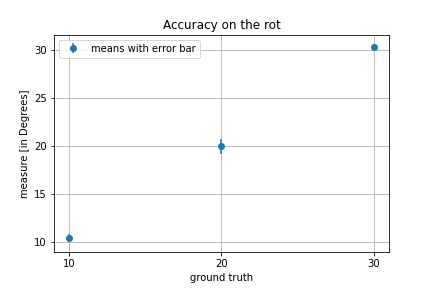 Accuracy on the rot
means with error bar
measure [in Degrees]
30
25
20
15
10
10 20 30
ground truth